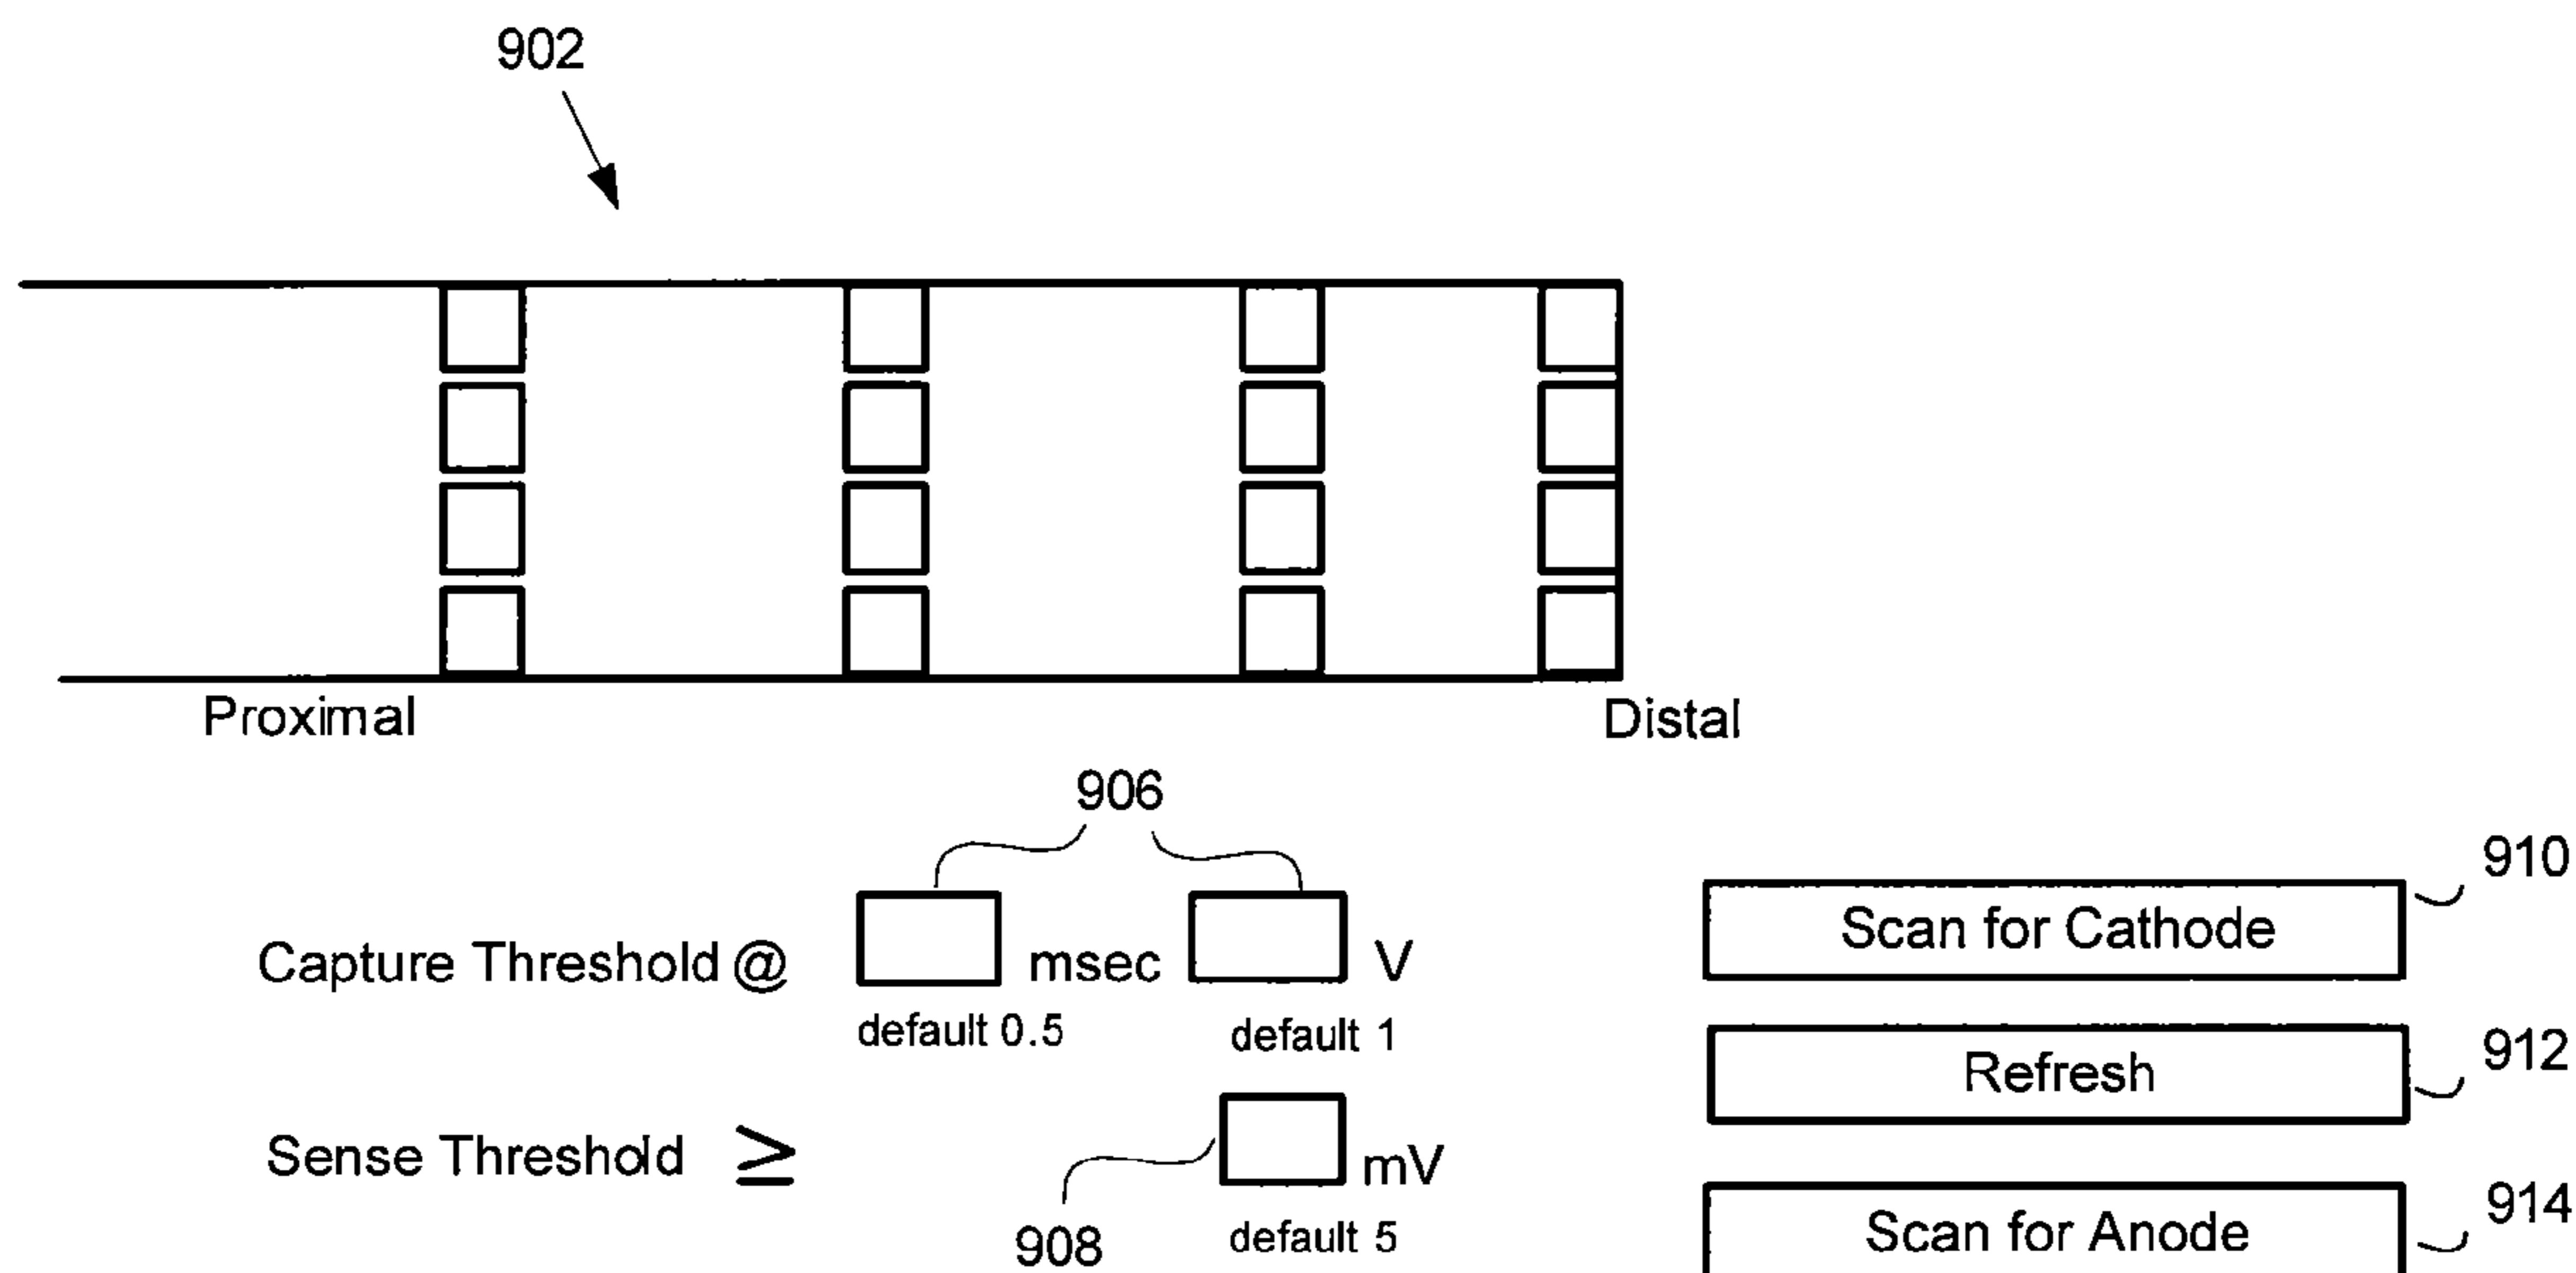 902
Proximal
Distal
906
910
Scan for Cathode
Capture Threshold @ msec V
default 0.5 default 1
912
Refresh
Sense Threshold ≥ mV
914
908
default 5
Scan for Anode